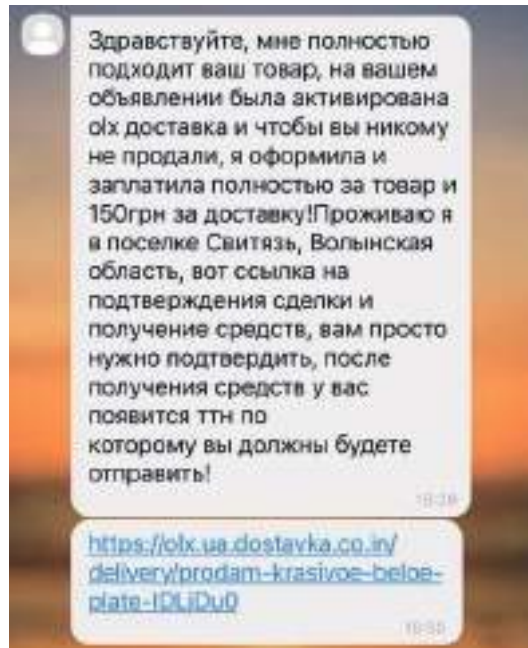 Здравствуйте, мне полностью
подходит ваш товар, на вашем
объявлении была активирована
olx доставка и чтобы вы никому
не продали, я оформила и
заплатила полностью за товар и
150грн за доставку!Проживаю я
в поселке Свитязь, Волынская
область, вот ссылка на
подтверждения сделки и
получение средств, вам просто
нужно подтвердить, после
получения средств у вас
появится ттн по
которому вы должны будете
отправить!
https://olx.ua.dostavka.co.in/
delivery/prodam-krasivoe-beloe-